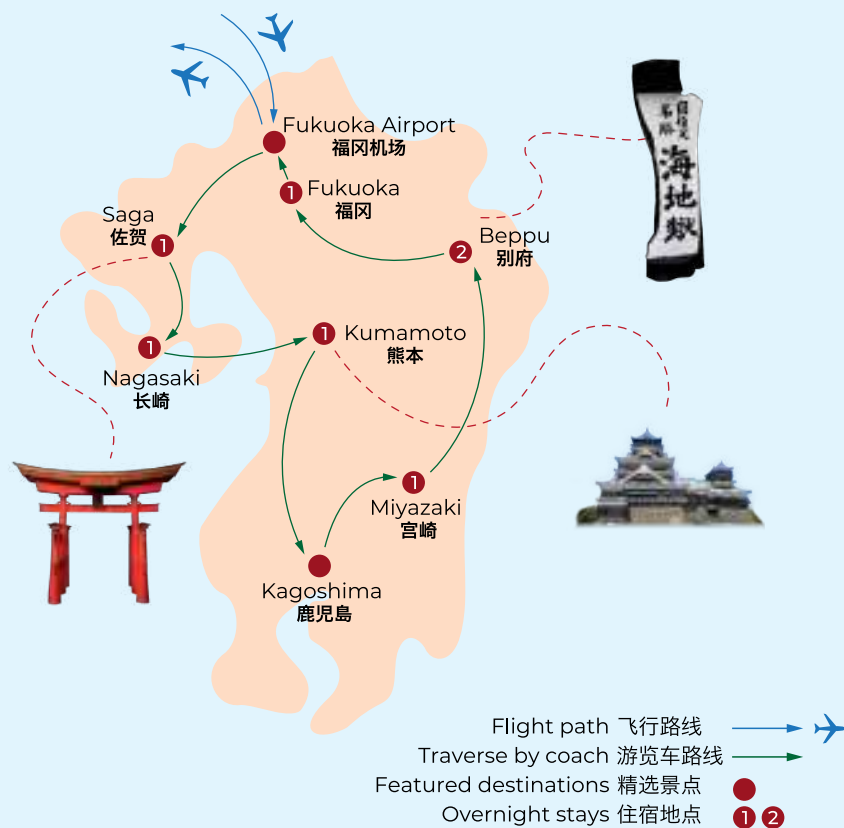 Fukuoka Airport
福冈机场
1
Fukuoka
福冈
Saga
佐贺
1
2
Beppu
别府
1
Nagasaki
长崎
1
Kumamoto
熊本
1
Miyazaki
宫崎
Kagoshima
鹿児島
海地獄
Flight path 飞行路线
Traverse by coach 游览车路线
Featured destinations 精选景点
Overnight stays 住宿地点 1 2